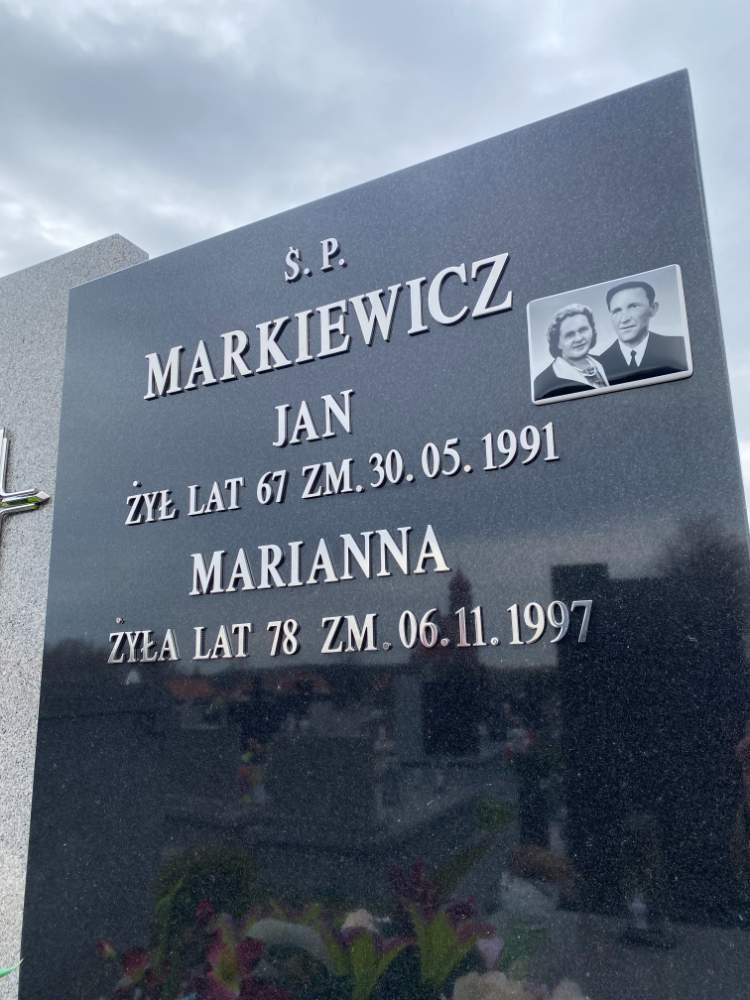 Ś. P.
MARKIEWICZ
JAN
ŻYŁ LAT 67 ZM. 30. 05. 1991
MARIANNA
ŻYŁA LAT 78 ZM. 06. 11. 1997